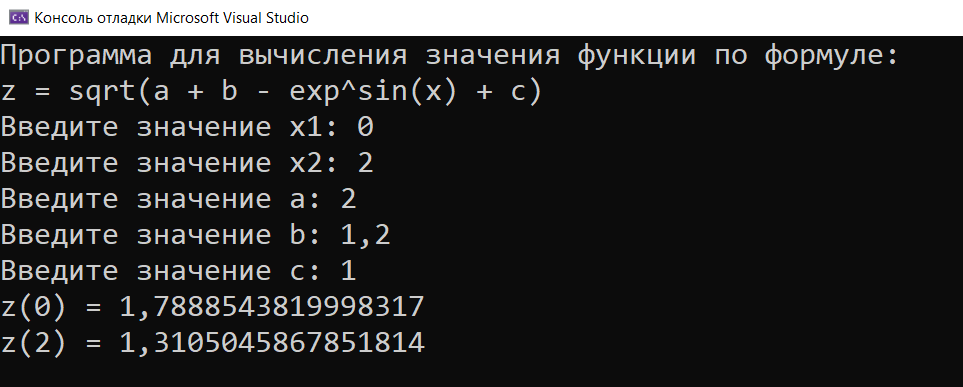 Консоль отладки Microsoft Visual Studio
Программа для вычисления значения функции по формуле:
z = sqrt(a + b - exp^sin(x) + c)
Введите значение x1: 0
Введите значение x2: 2
Введите значение a: 2
Введите значение b: 1,2
Введите значение c: 1
z(0) = 1,7888543819998317
z(2) = 1,3105045867851814